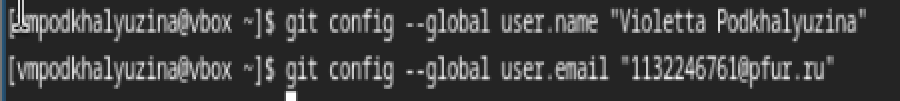 [vmpodkhalyuzina@vbox ~]$ git config --global user.name "Violetta Podkhalyuzina"
[vmpodkhalyuzina@vbox ~]$ git config --global user.email "1132246761@pfur.ru"